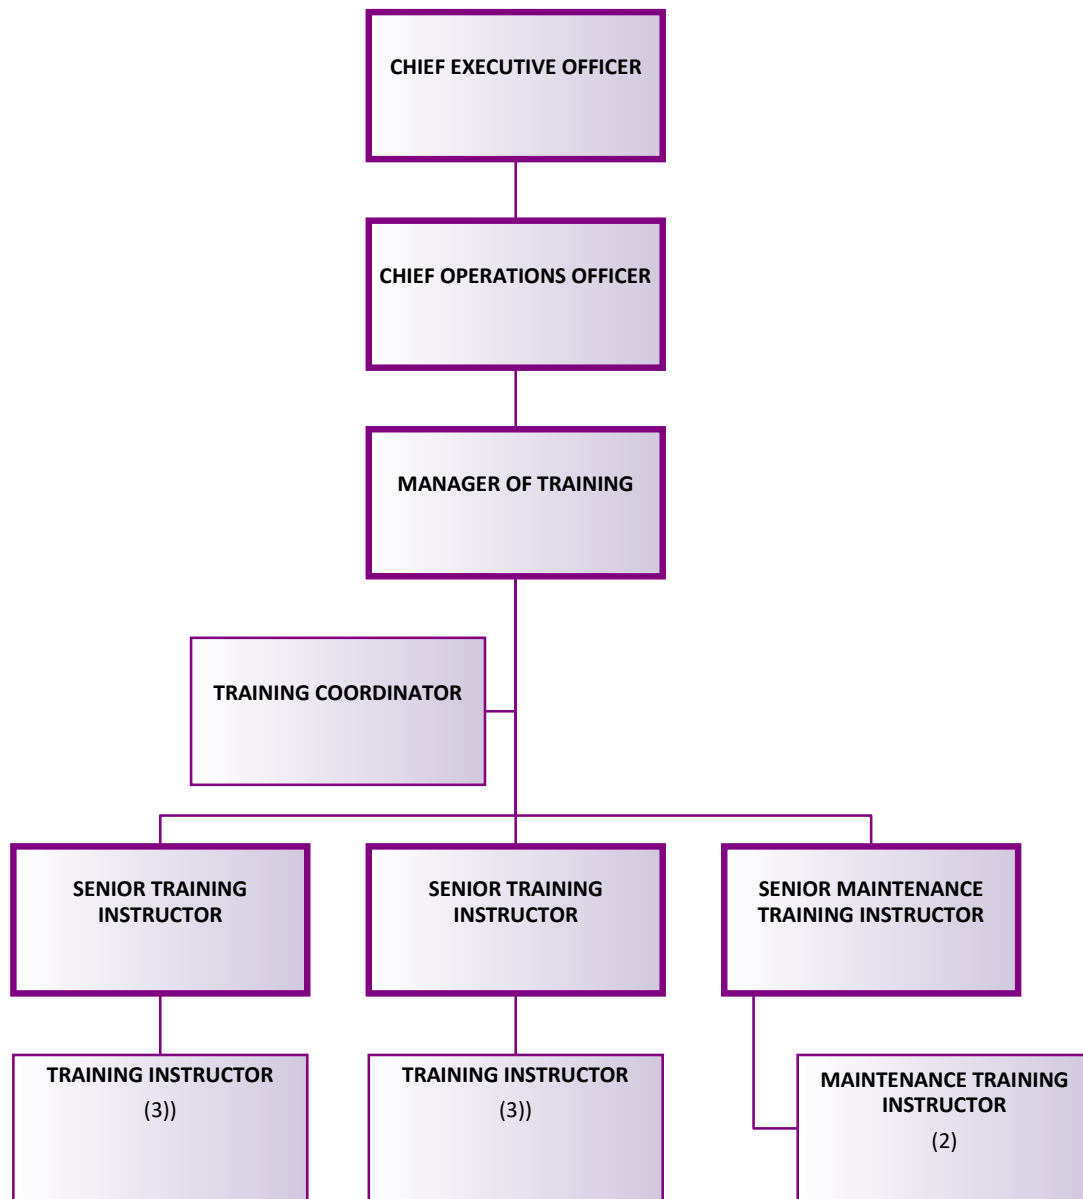 CHIEF EXECUTIVE OFFICER
CHIEF OPERATIONS OFFICER
MANAGER OF TRAINING
TRAINING COORDINATOR
SENIOR TRAINING
INSTRUCTOR
SENIOR TRAINING
INSTRUCTOR
SENIOR MAINTENANCE
TRAINING INSTRUCTOR
TRAINING INSTRUCTOR
(3))
TRAINING INSTRUCTOR
(3))
MAINTENANCE TRAINING
INSTRUCTOR
(2)